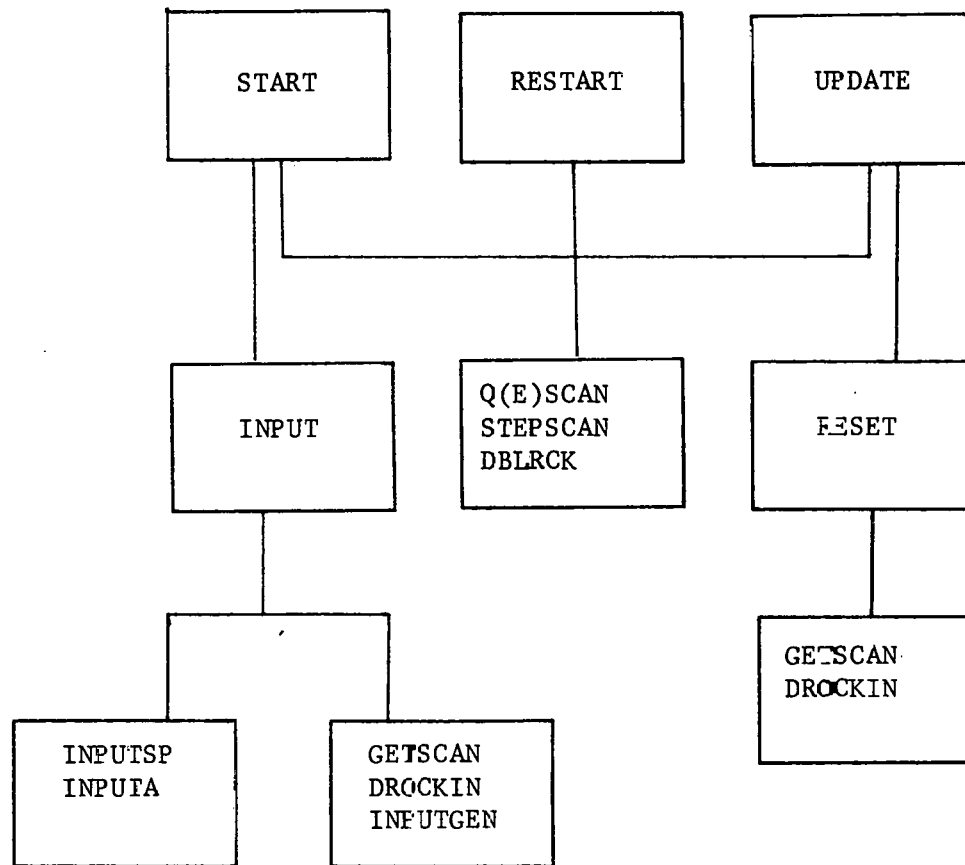 START
RESTART
UPDATE
INPUT
Q(E)SCAN
STEPSCAN
DBLRCK
RESET
INPUTSP
INPUTA
GETSCAN
DROCKIN
INPUTGEN
GETSCAN
DROCKIN